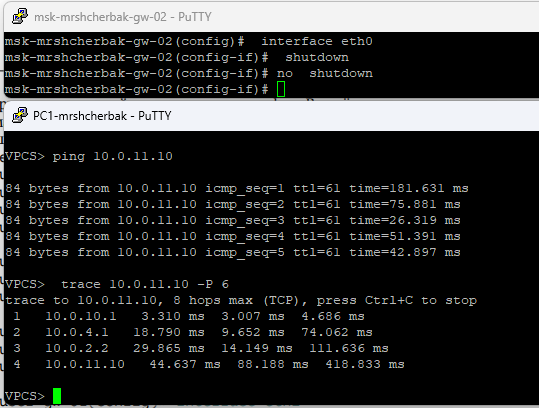 msk-mrshcherbak-gw-02 - PuTTY
msk-mrshcherbak-gw-02(config)#  interface eth0
msk-mrshcherbak-gw-02(config-if)#  shutdown
msk-mrshcherbak-gw-02(config-if)# no  shutdown
msk-mrshcherbak-gw-02(config-if)#
PC1-mrshcherbak - PuTTY
VPCS> ping 10.0.11.10
84 bytes from 10.0.11.10 icmp_seq=1 ttl=61 time=181.631 ms
84 bytes from 10.0.11.10 icmp_seq=2 ttl=61 time=75.881 ms
84 bytes from 10.0.11.10 icmp_seq=3 ttl=61 time=26.319 ms
84 bytes from 10.0.11.10 icmp_seq=4 ttl=61 time=51.391 ms
84 bytes from 10.0.11.10 icmp_seq=5 ttl=61 time=42.897 ms
VPCS>  trace 10.0.11.10 -P 6
trace to 10.0.11.10, 8 hops max (TCP), press Ctrl+C to stop
 1   10.0.10.1   3.310 ms  3.007 ms  4.686 ms
 2   10.0.4.1   18.790 ms  9.652 ms  74.062 ms
 3   10.0.2.2   29.865 ms  14.149 ms  111.636 ms
 4   10.0.11.10   44.637 ms  88.188 ms  418.833 ms
VPCS>